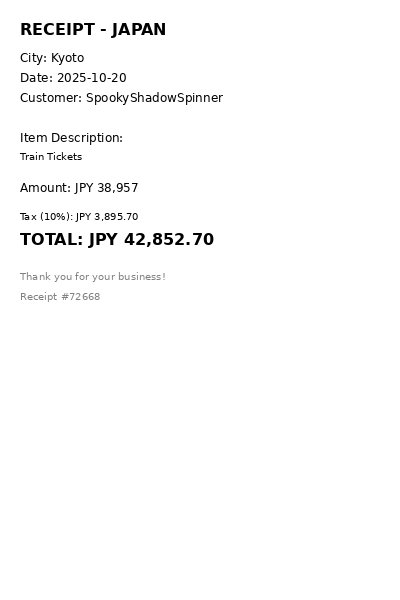 RECEIPT - JAPAN
City: Kyoto
Date: 2025-10-20
Customer: SpookyShadowSpinner
Item Description:
Train Tickets
Amount: JPY 38,957
Tax (10%): JPY 3,895.70
TOTAL: JPY 42,852.70
Thank you for your business!
Receipt #72668